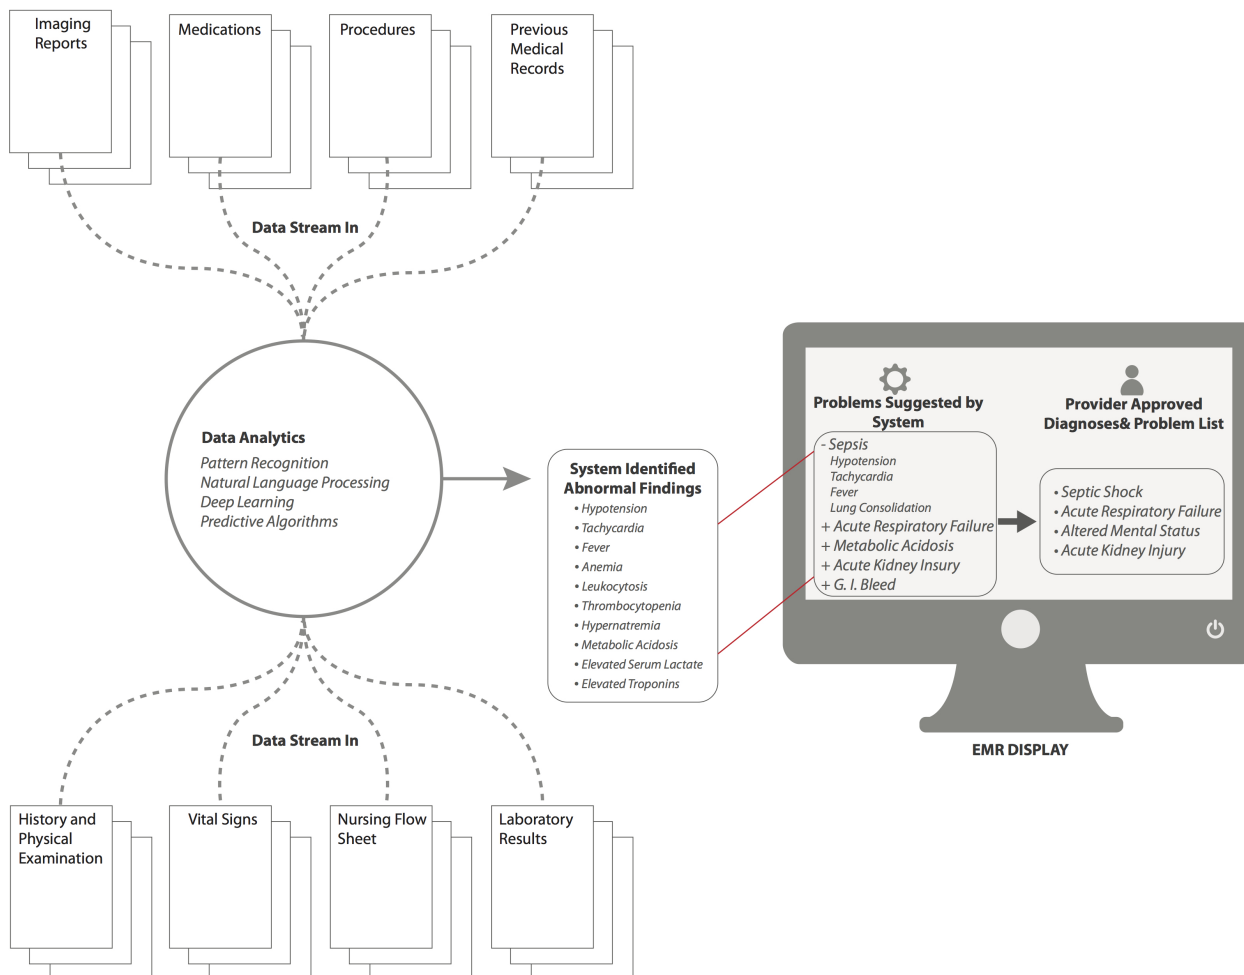 Imaging
Reports
Medications
Procedures
Previous
Medical
Records
Data Stream In
Data Analytics
Pattern Recognition
Natural Language Processing
Deep Learning
Predictive Algorithms
System Identified
Abnormal Findings
• Hypotension
• Tachycardia
• Fever
• Anemia
• Leukocytosis
• Thrombocytopenia
• Hypernatremia
• Metabolic Acidosis
• Elevated Serum Lactate
• Elevated Troponins
Problems Suggested by
System
- Sepsis
Hypotension
Tachycardia
Fever
Lung Consolidation
+ Acute Respiratory Failure
+ Metabolic Acidosis
+ Acute Kidney Insury
+ G. I. Bleed
Provider Approved
Diagnoses& Problem List
• Septic Shock
• Acute Respiratory Failure
• Altered Mental Status
• Acute Kidney Injury
EMR DISPLAY
Data Stream In
History and
Physical
Examination
Vital Signs
Nursing Flow
Sheet
Laboratory
Results